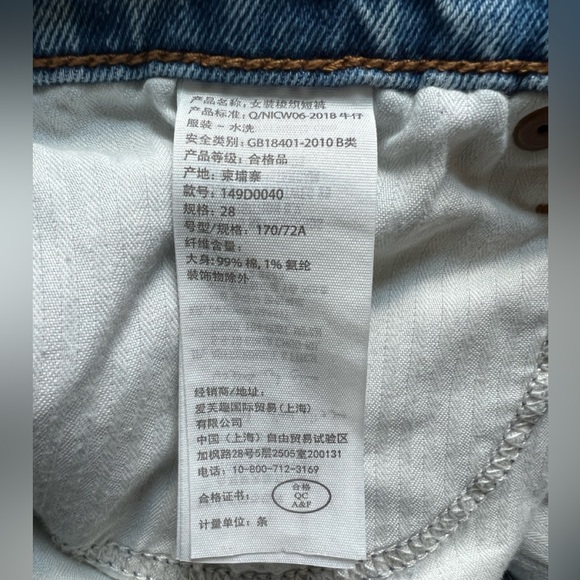 产品名称: 女装梭织短裤
产品标准: Q/NICW06-2018 牛仔
服装-水洗
安全类别: GB18401-2010 B类
产品等级: 合格品
产地: 柬埔寨
款号: 149D0040
规格: 28
号型/规格: 170/72A
纤维含量:
大身: 99% 棉, 1% 氨纶
装饰物除外
经销商/地址:
爱芙趣国际贸易(上海)
有限公司
中国(上海)自由贸易试验区
加枫路28号5层2505室200131
电话: 10-800-712-3169
合格证书:
合格
QC
A&F
计量单位: 条